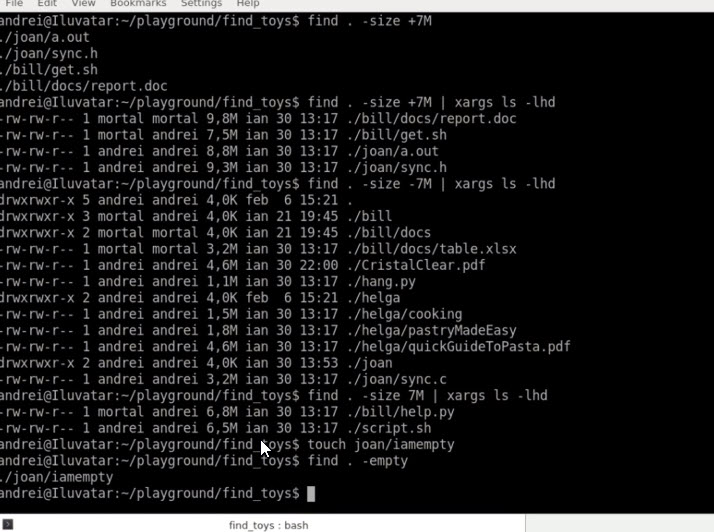 File Edit View Bookmarks Settings Help
andrei@Iluvatar:~/playground/find_toys$ find . -size +7M
./joan/a.out
./joan/sync.h
./bill/get.sh
./bill/docs/report.doc
andrei@Iluvatar:~/playground/find_toys$ find . -size +7M | xargs ls -lhd
-rw-rw-r-- 1 mortal mortal 9,8M ian 30 13:17 ./bill/docs/report.doc
-rw-rw-r-- 1 mortal mortal 7,5M ian 30 13:17 ./bill/get.sh
-rw-rw-r-- 1 andrei andrei 8,8M ian 30 13:17 ./joan/a.out
-rw-rw-r-- 1 andrei andrei 9,3M ian 30 13:17 ./joan/sync.h
andrei@Iluvatar:~/playground/find_toys$ find . -size -7M | xargs ls -lhd
drwxrwxr-x 5 andrei andrei 4,0K feb  6 15:21 .
drwxrwxr-x 3 mortal andrei 4,0K ian 21 19:45 ./bill
drwxrwxr-x 2 mortal mortal 4,0K ian 21 19:45 ./bill/docs
-rw-rw-r-- 1 mortal mortal 3,2M ian 30 13:17 ./bill/docs/table.xlsx
-rw-rw-r-- 1 andrei andrei 4,6M ian 30 22:00 ./CristalClear.pdf
-rw-rw-r-- 1 andrei andrei 1,1M ian 30 13:17 ./hang.py
drwxrwxr-x 2 andrei andrei 4,0K feb  6 15:21 ./helga
-rw-rw-r-- 1 andrei andrei 1,5M ian 30 13:17 ./helga/cooking
-rw-rw-r-- 1 andrei andrei 1,8M ian 30 13:17 ./helga/pastryMadeEasy
-rw-rw-r-- 1 andrei andrei 4,6M ian 30 13:17 ./helga/quickGuideToPasta.pdf
drwxrwxr-x 2 andrei andrei 4,0K ian 30 13:53 ./joan
-rw-rw-r-- 1 andrei andrei 3,2M ian 30 13:17 ./joan/sync.c
andrei@Iluvatar:~/playground/find_toys$ find . -size 7M | xargs ls -lhd
-rw-rw-r-- 1 mortal andrei 6,8M ian 30 13:17 ./bill/help.py
-rw-rw-r-- 1 andrei andrei 6,5M ian 30 13:17 ./script.sh
andrei@Iluvatar:~/playground/find_toys$ touch joan/iamempty
andrei@Iluvatar:~/playground/find_toys$ find . -empty
./joan/iamempty
andrei@Iluvatar:~/playground/find_toys$
find_toys : bash